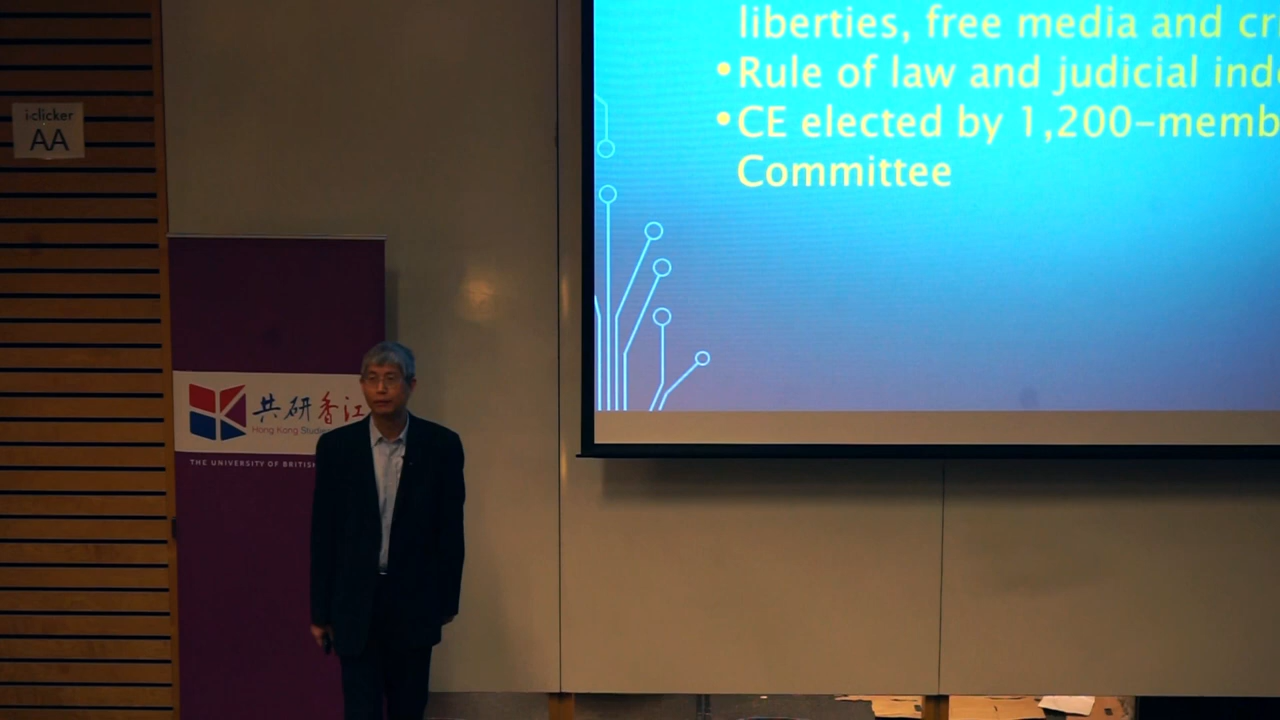 i-clicker
AA
liberties, free media and cr
•Rule of law and judicial ind
•CE elected by 1,200-memb
Committee
共研香江
Hong Kong Studies
THE UNIVERSITY OF BRITISH